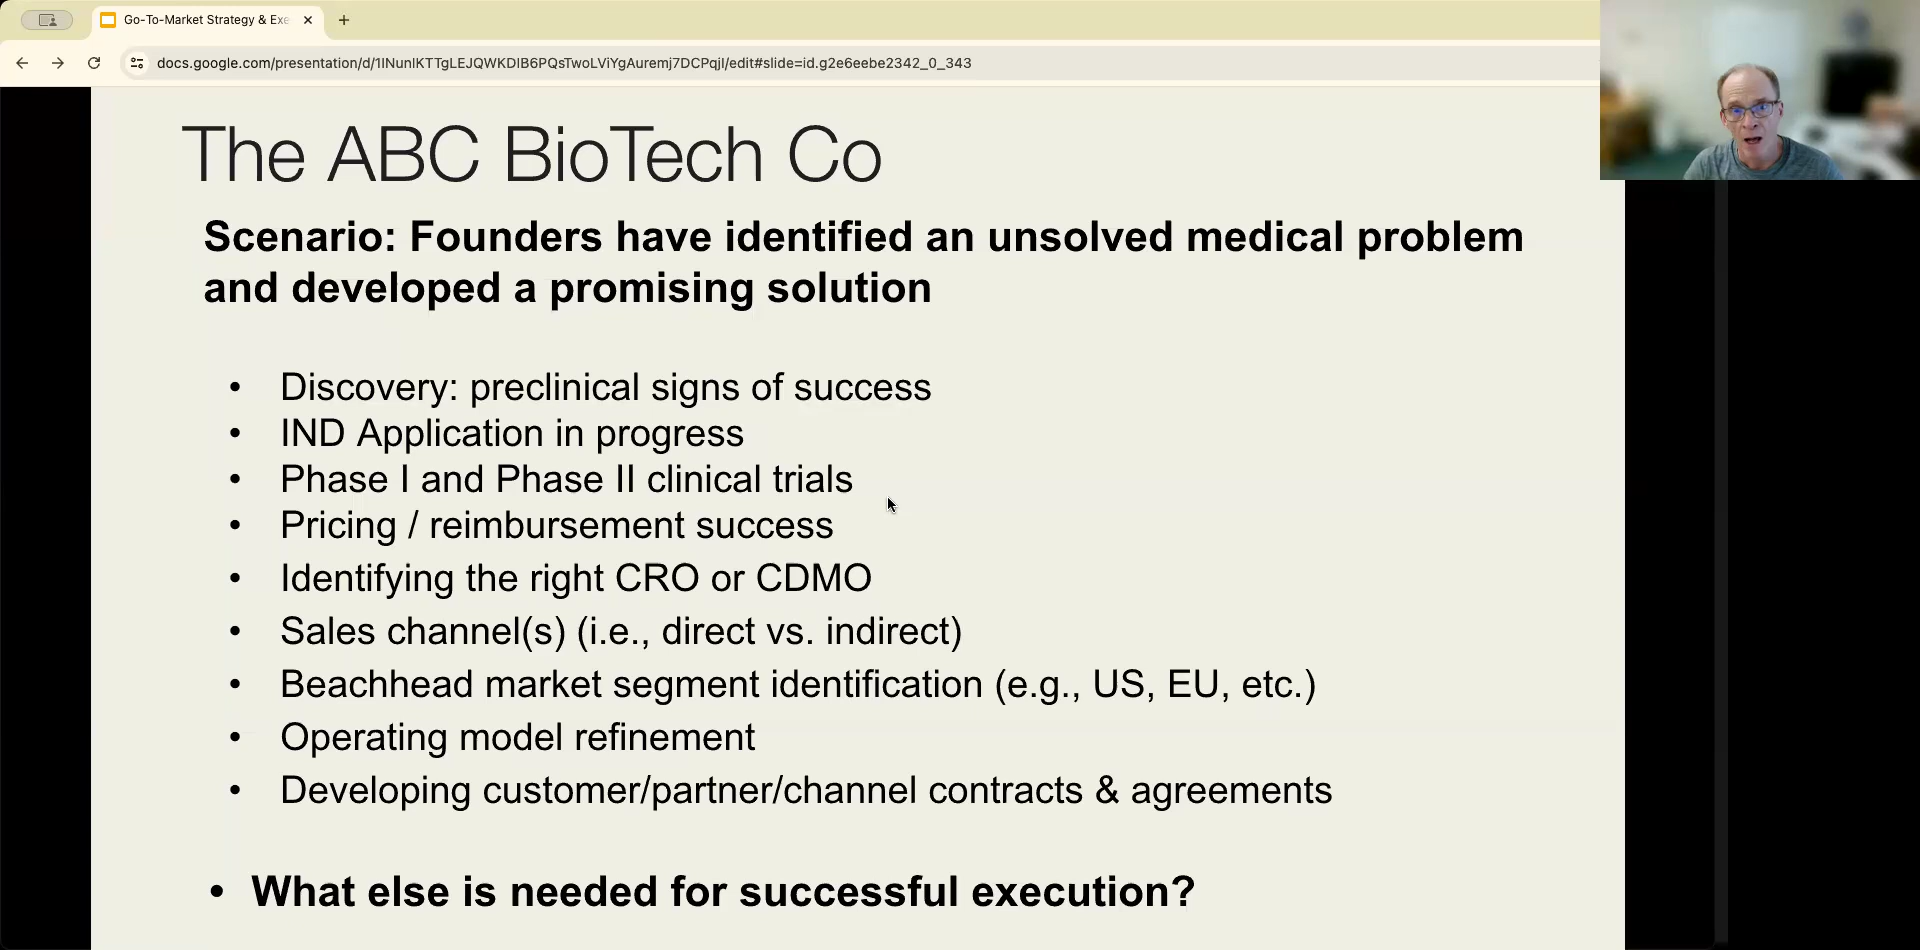 Go-To-Market Strategy & Exe
docs.google.com/presentation/d/1INunlKTTgLEJQWKDIB6PQsTwoLViYgAuremj7DCPqjI/edit#slide=id.g2e6eebe2342_0_343
The ABC BioTech Co
Scenario: Founders have identified an unsolved medical problem
and developed a promising solution
• Discovery: preclinical signs of success
• IND Application in progress
• Phase I and Phase II clinical trials
• Pricing / reimbursement success
• Identifying the right CRO or CDMO
• Sales channel(s) (i.e., direct vs. indirect)
• Beachhead market segment identification (e.g., US, EU, etc.)
• Operating model refinement
• Developing customer/partner/channel contracts & agreements
• What else is needed for successful execution?